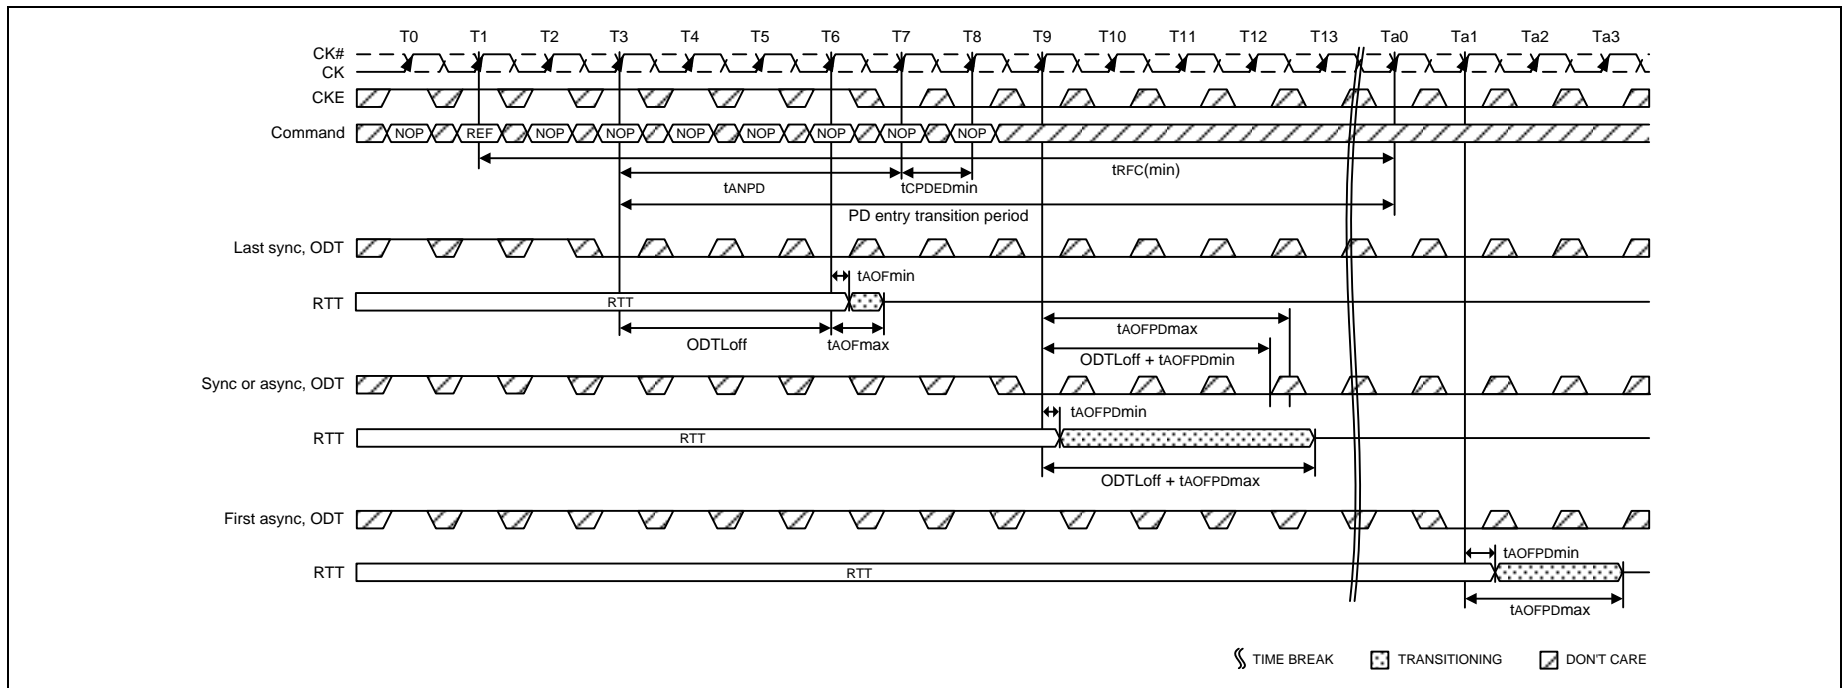 T0 T1 T2 T3 T4 T5 T6 T7 T8 T9 T10 T11 T12 T13 Ta0 Ta1 Ta2 Ta3
CK#
CK
CKE
Command NOP REF NOP NOP NOP NOP NOP NOP NOP
tRFC(min)
tANPD tCPDEDmin
PD entry transition period
Last sync, ODT
tAOFmin
RTT RTT
tAOFPDmax
ODTLoff tAOFmax
ODTLoff + tAOFPDmin
Sync or async, ODT
tAOFPDmin
RTT RTT
ODTLoff + tAOFPDmax
First async, ODT
tAOFPDmin
RTT RTT
tAOFPDmax
TIME BREAK TRANSITIONING DON'T CARE